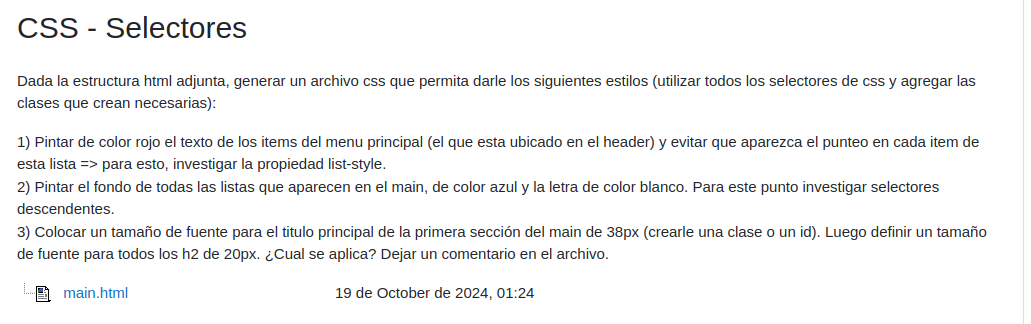 CSS - Selectores
Dada la estructura html adjunta, generar un archivo css que permita darle los siguientes estilos (utilizar todos los selectores de css y agregar las
clases que crean necesarias):
1) Pintar de color rojo el texto de los items del menu principal (el que esta ubicado en el header) y evitar que aparezca el punteo en cada item de
esta lista => para esto, investigar la propiedad list-style.
2) Pintar el fondo de todas las listas que aparecen en el main, de color azul y la letra de color blanco. Para este punto investigar selectores
descendentes.
3) Colocar un tamaño de fuente para el titulo principal de la primera sección del main de 38px (crearle una clase o un id). Luego definir un tamaño
de fuente para todos los h2 de 20px. ¿Cual se aplica? Dejar un comentario en el archivo.
main.html 19 de October de 2024, 01:24